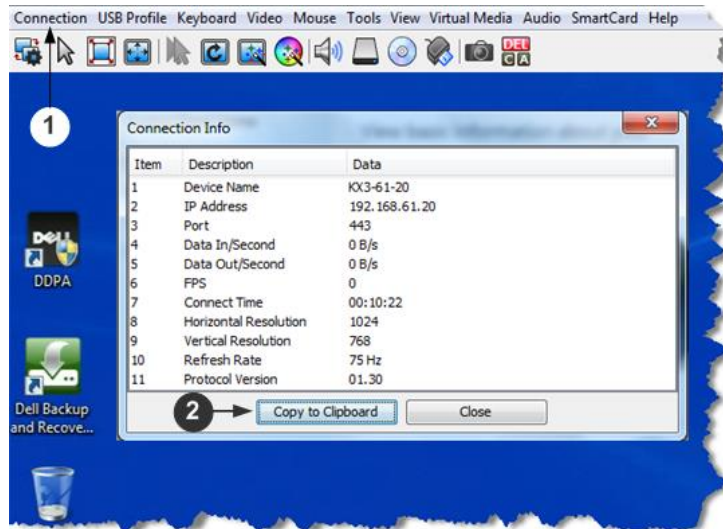 Connection USB Profile Keyboard Video Mouse Tools View Virtual Media Audio SmartCard Help
DEL
C A
1
Connection Info
Item Description Data
1 Device Name KX3-61-20
2 IP Address 192.168.61.20
3 Port 443
4 Data In/Second 0 B/s
5 Data Out/Second 0 B/s
6 FPS 0
7 Connect Time 00:10:22
8 Horizontal Resolution 1024
9 Vertical Resolution 768
10 Refresh Rate 75 Hz
11 Protocol Version 01.30
2 Copy to Clipboard Close
DELL
DDPA
Dell Backup
and Recove...